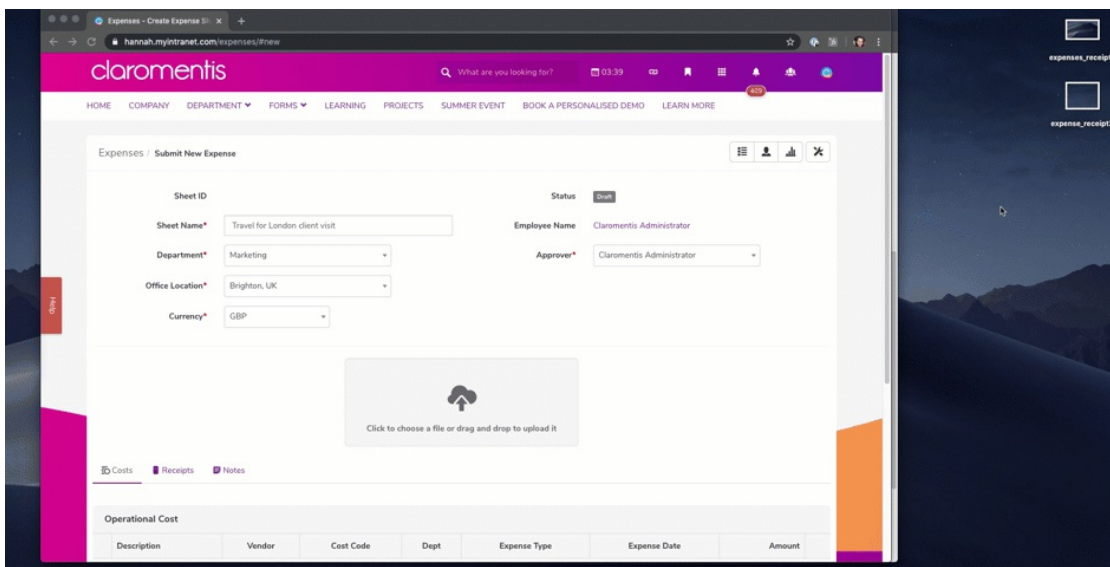 Expenses - Create Expense Sh
hannah.myintranet.com/expenses/#new
claromentis
What are you looking for?
03:39
409
HOME COMPANY DEPARTMENT FORMS LEARNING PROJECTS SUMMER EVENT BOOK A PERSONALISED DEMO LEARN MORE
Expenses / Submit New Expense
Sheet ID
Status Draft
Sheet Name* Travel for London client visit
Employee Name Claromentis Administrator
Department* Marketing
Approver* Claromentis Administrator
Office Location* Brighton, UK
Currency* GBP
Help
Click to choose a file or drag and drop to upload it
Costs Receipts Notes
Operational Cost
Description Vendor Cost Code Dept Expense Type Expense Date Amount
expenses_receipt
expense_receipt